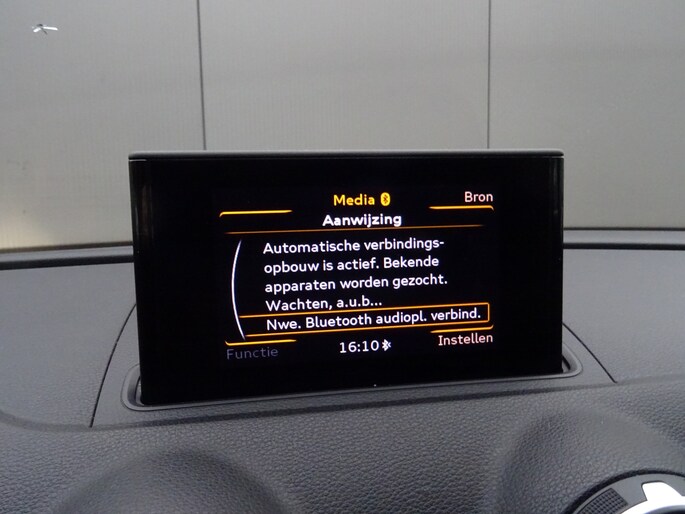 Media
Bron
Aanwijzing
Automatische verbindings-
opbouw is actief. Bekende
apparaten worden gezocht.
Wachten, a.u.b...
Nwe. Bluetooth audiopl. verbind.
Functie
16:10
Instellen